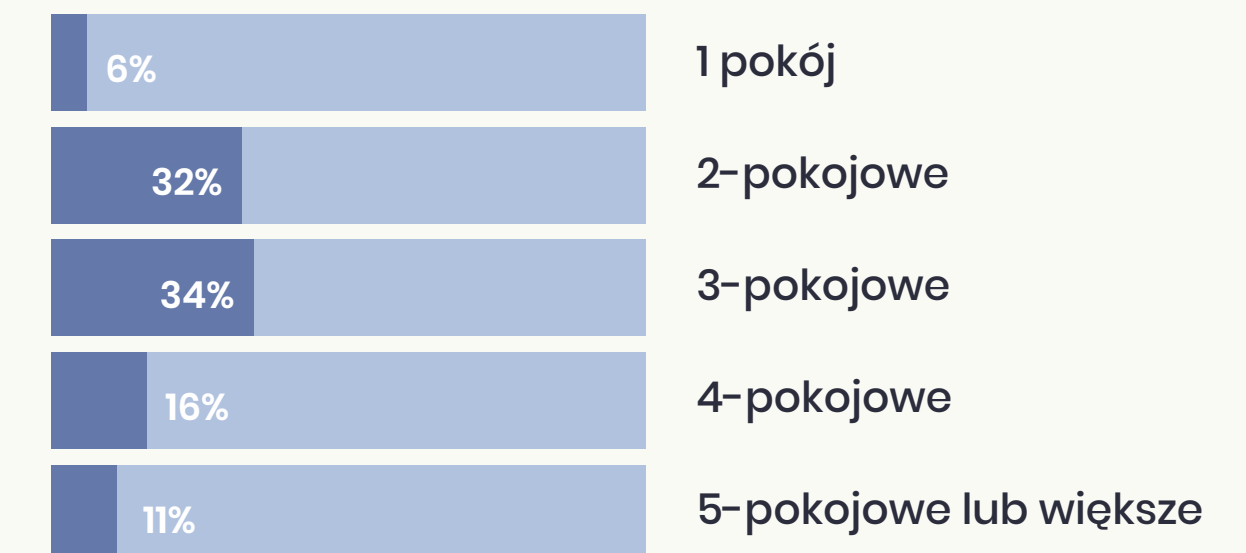 6% 1 pokój
32% 2-pokojowe
34% 3-pokojowe
16% 4-pokojowe
11% 5-pokojowe lub większe